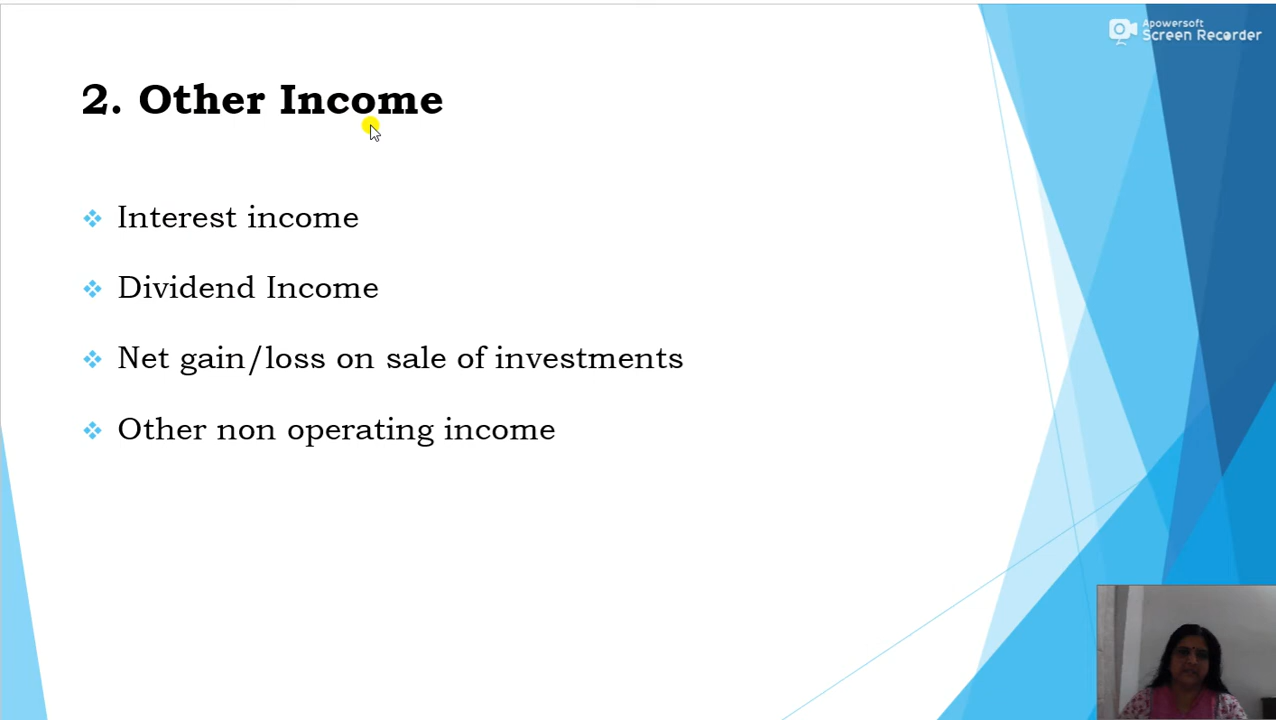 Apowersoft
Screen Recorder
2. Other Income
Interest income
Dividend Income
Net gain/loss on sale of investments
Other non operating income